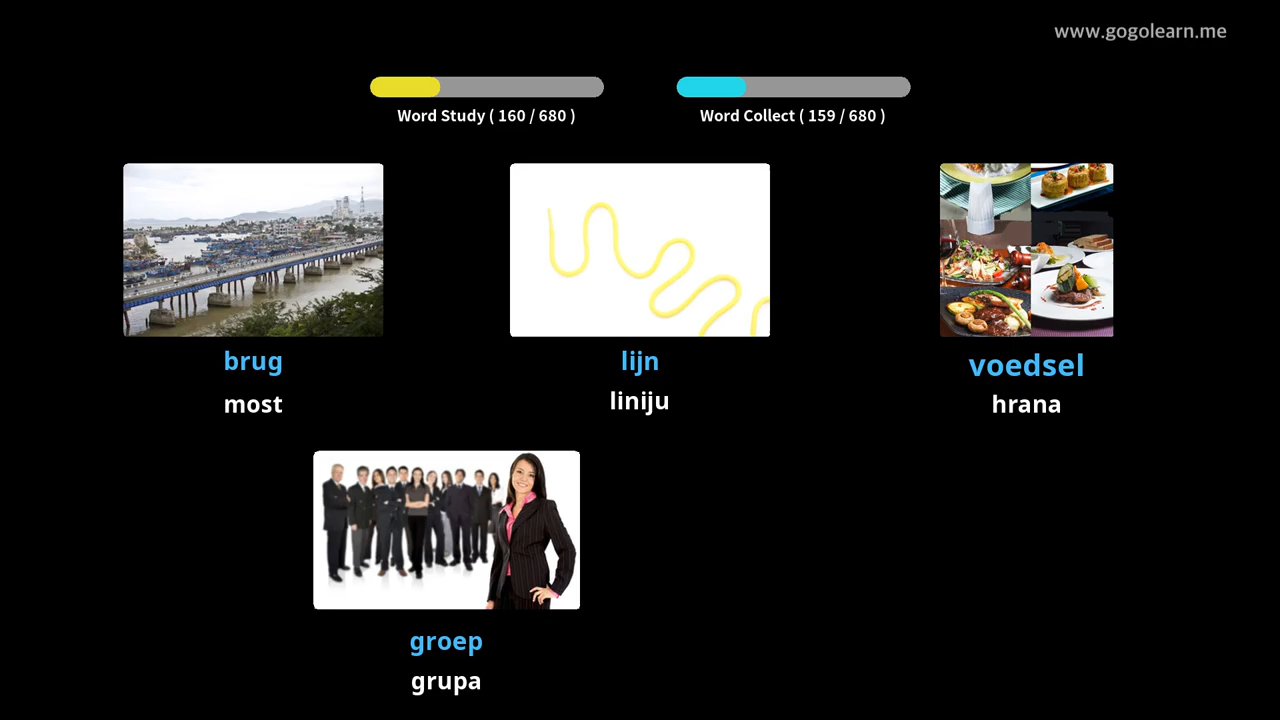 www.gogolearn.me
Word Study ( 160 / 680 )
Word Collect ( 159 / 680 )
brug
most
lijn
liniju
voedsel
hrana
groep
grupa